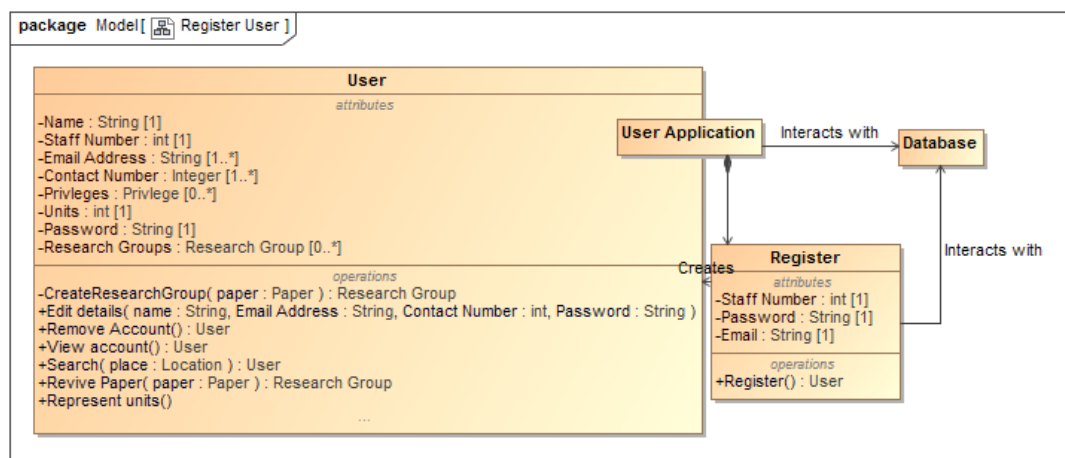 package Model[ Register User ]
User
attributes
-Name : String [1]
-Staff Number : int [1]
-Email Address : String [1..*]
-Contact Number : Integer [1..*]
-Privleges : Privlege [0..*]
-Units : int [1]
-Password : String [1]
-Research Groups : Research Group [0..*]
operations
-CreateResearchGroup( paper : Paper ) : Research Group
+Edit details( name : String, Email Address : String, Contact Number : int, Password : String )
+Remove Account() : User
+View account() : User
+Search( place : Location ) : User
+Revive Paper( paper : Paper ) : Research Group
+Represent units()
...
User Application
Interacts with
Database
Creates
Register
attributes
-Staff Number : int [1]
-Password : String [1]
-Email : String [1]
operations
+Register() : User
Interacts with